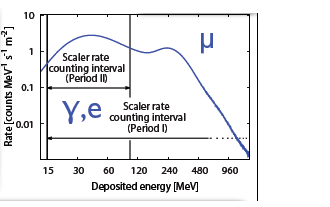 10
1
0.1
0.01
Rate [counts MeV⁻¹ s⁻¹ m⁻²]
μ
Scaler rate
counting interval
(Period II)
γ,e
Scaler rate
counting interval
(Period I)
15 30 60 120 240 480 960
Deposited energy [MeV]